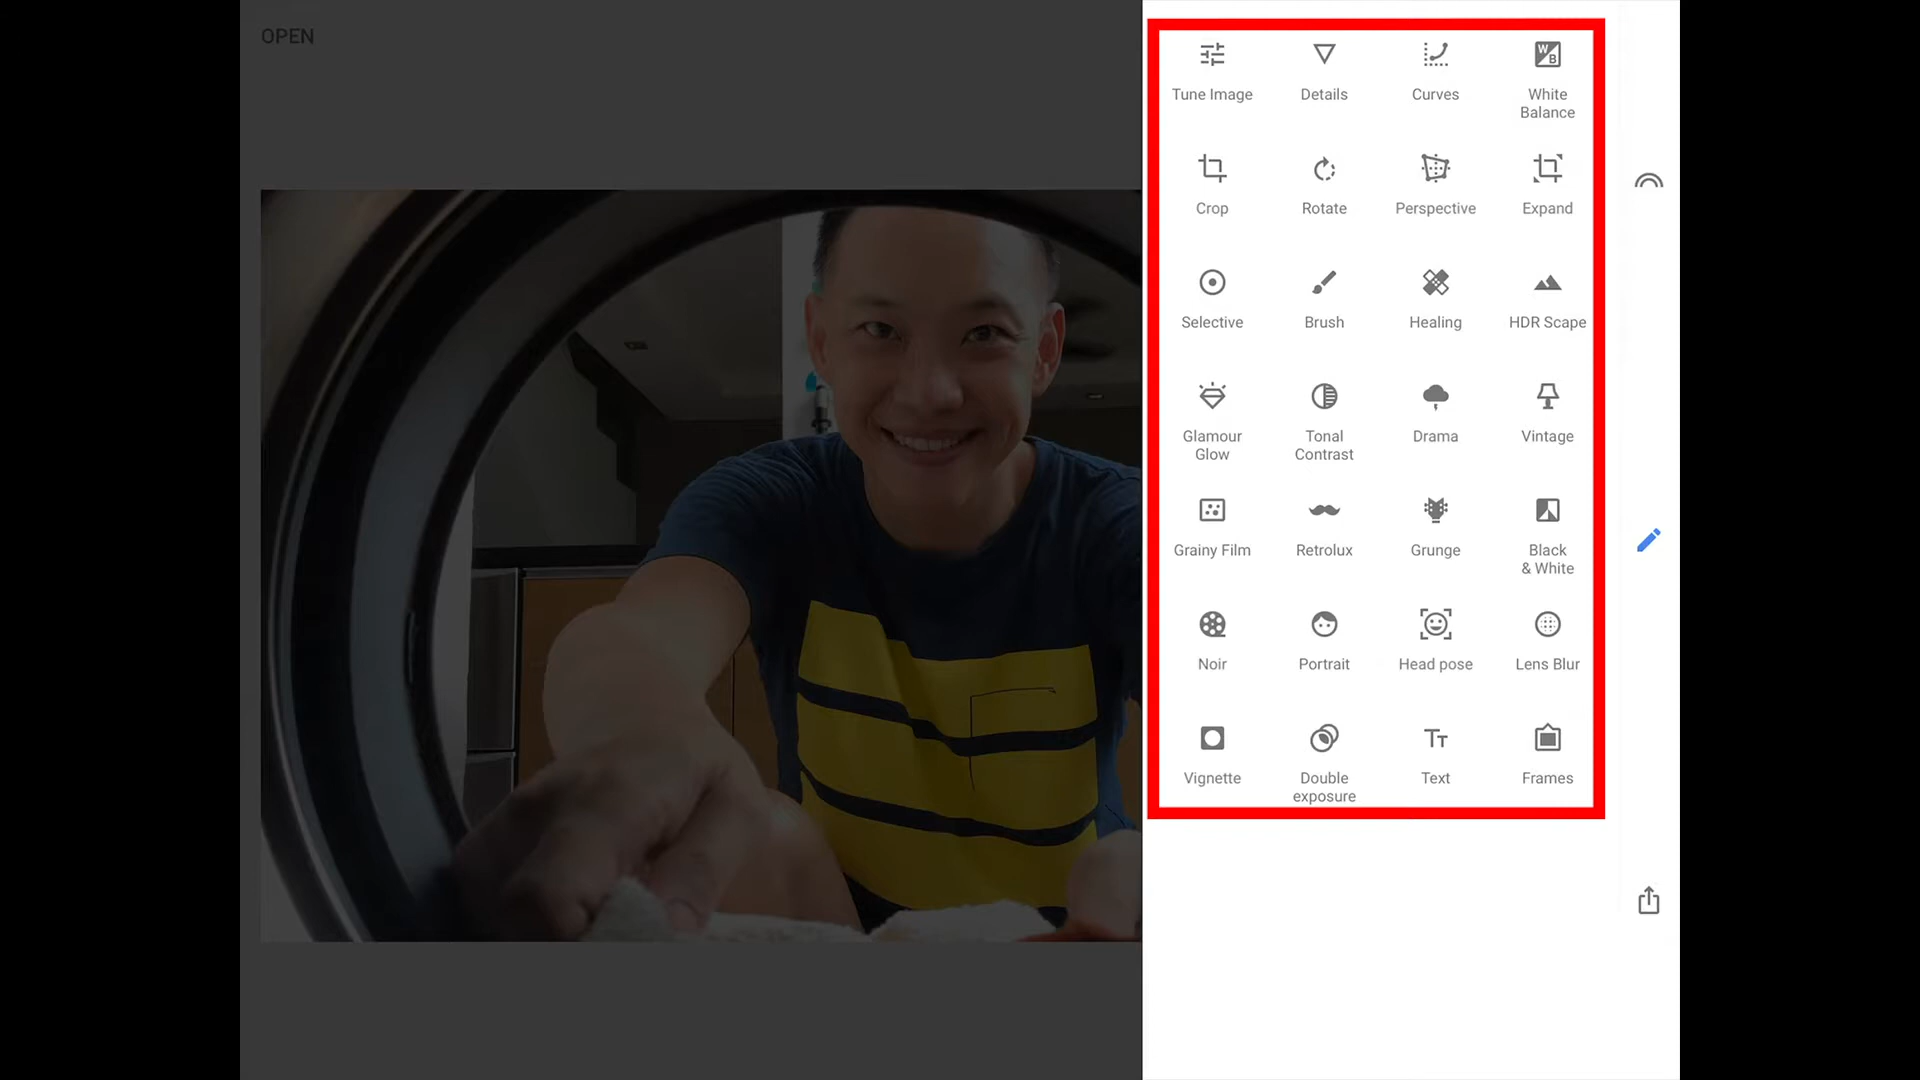 OPEN
Tune Image
Details
Curves
White
Balance
Crop
Rotate
Perspective
Expand
Selective
Brush
Healing
HDR Scape
Glamour
Glow
Tonal
Contrast
Drama
Vintage
Grainy Film
Retrolux
Grunge
Black
& White
Noir
Portrait
Head pose
Lens Blur
Vignette
Double
exposure
Text
Frames